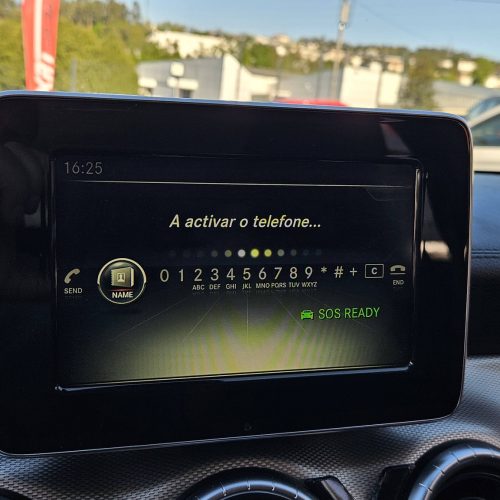 16:25
A activar o telefone...
SEND
NAME
0 1 2 3 4 5 6 7 8 9 * # + C
ABC DEF GHI JKL MNO PQRS TUV WXYZ
END
SOS READY